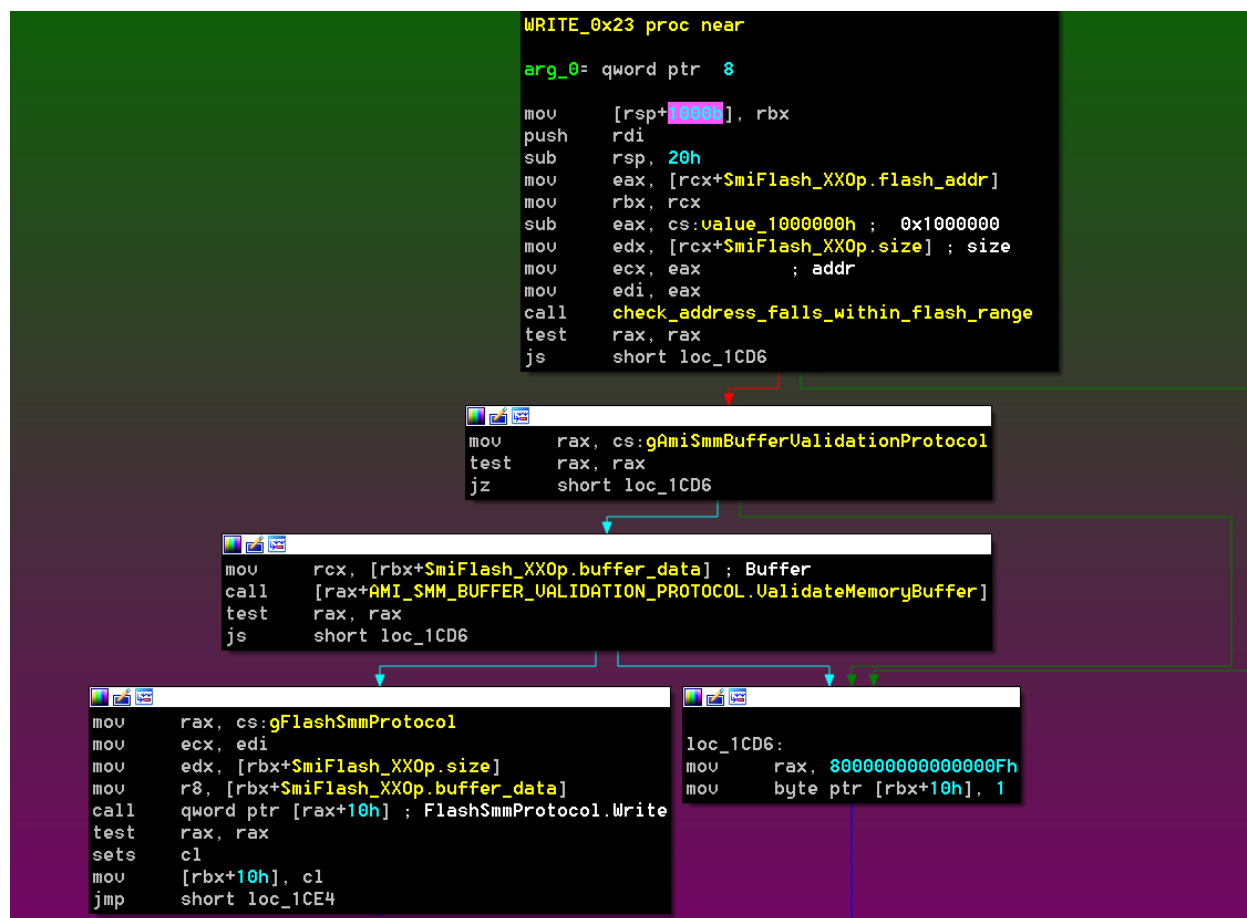 WRITE_0x23 proc near
arg_0= qword ptr  8
mov     [rsp+1000b], rbx
push    rdi
sub     rsp, 20h
mov     eax, [rcx+SmiFlash_XXOp.flash_addr]
mov     rbx, rcx
sub     eax, cs:value_1000000h ;  0x1000000
mov     edx, [rcx+SmiFlash_XXOp.size] ; size
mov     ecx, eax        ; addr
mov     edi, eax
call    check_address_falls_within_flash_range
test    rax, rax
js      short loc_1CD6
mov     rax, cs:gAmiSmmBufferValidationProtocol
test    rax, rax
jz      short loc_1CD6
mov     rcx, [rbx+SmiFlash_XXOp.buffer_data] ; Buffer
call    [rax+AMI_SMM_BUFFER_VALIDATION_PROTOCOL.ValidateMemoryBuffer]
test    rax, rax
js      short loc_1CD6
mov     rax, cs:gFlashSmmProtocol
mov     ecx, edi
mov     edx, [rbx+SmiFlash_XXOp.size]
mov     r8, [rbx+SmiFlash_XXOp.buffer_data]
call    qword ptr [rax+10h] ; FlashSmmProtocol.Write
test    rax, rax
sets    cl
mov     [rbx+10h], cl
jmp     short loc_1CE4
loc_1CD6:
mov     rax, 800000000000000Fh
mov     byte ptr [rbx+10h], 1